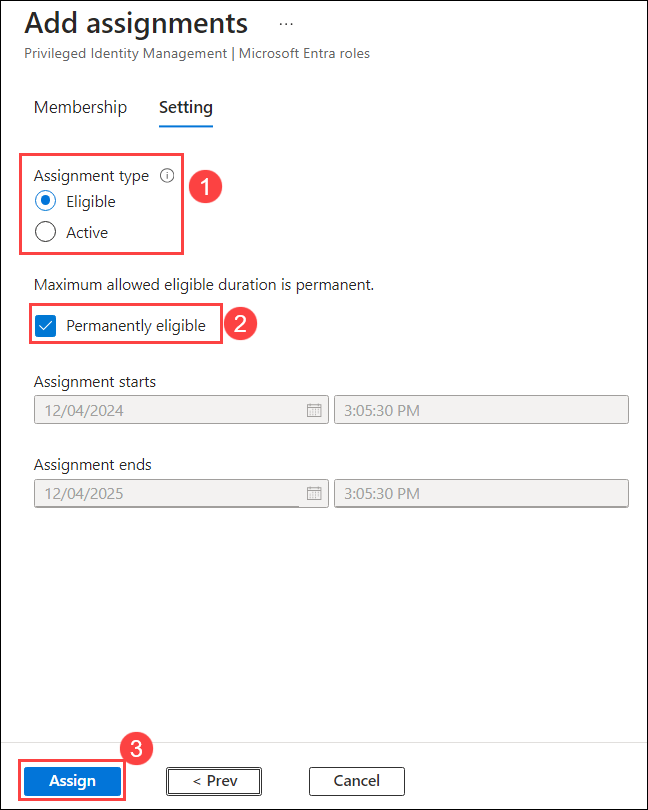 Add assignments ...
Privileged Identity Management | Microsoft Entra roles
Membership Setting
Assignment type
1
Eligible
Active
Maximum allowed eligible duration is permanent.
Permanently eligible 2
Assignment starts
12/04/2024 3:05:30 PM
Assignment ends
12/04/2025 3:05:30 PM
3
Assign < Prev Cancel